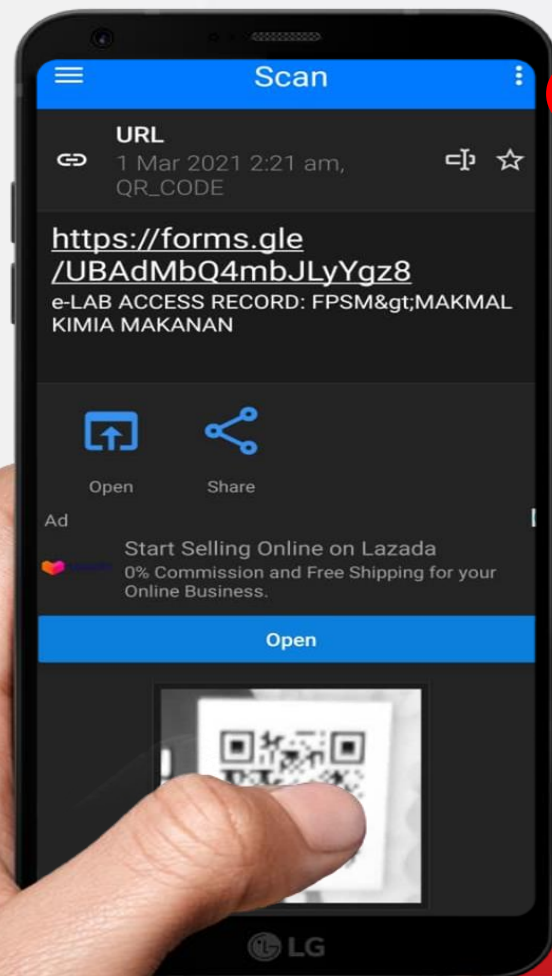 Scan
URL
1 Mar 2021 2:21 am,
QR_CODE
https://forms.gle
/UBAdMbQ4mbJLyYgz8
e-LAB ACCESS RECORD: FPSM&gt;MAKMAL
KIMIA MAKANAN
Open
Share
Ad
Start Selling Online on Lazada
0% Commission and Free Shipping for your
Online Business.
Open
LG